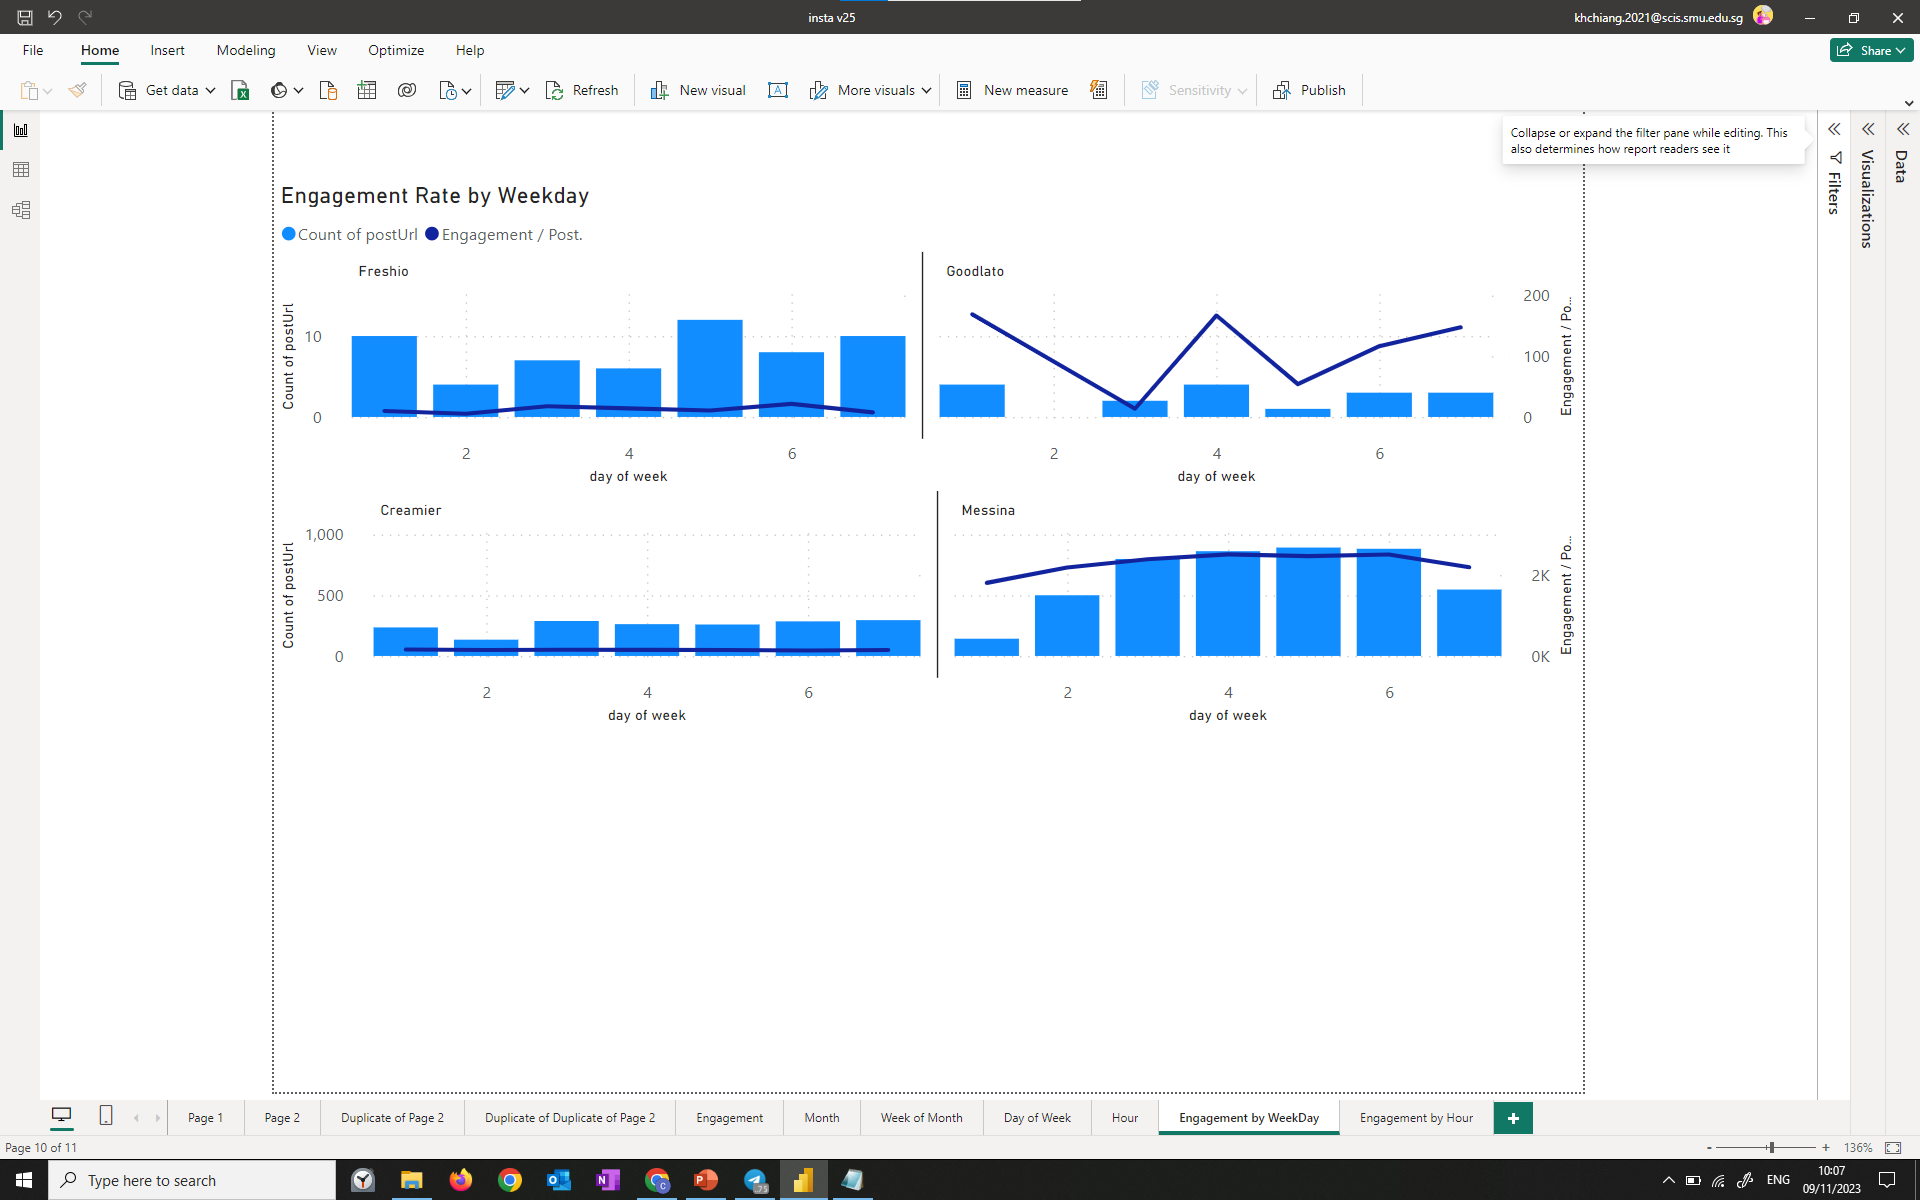 insta v25
khchiang.2021@scis.smu.edu.sg
File Home Insert Modeling View Optimize Help
Share
Get data
Refresh
New visual
More visuals
New measure
Sensitivity
Publish
Collapse or expand the filter pane while editing. This
also determines how report readers see it
Filters
Visualizations
Data
Engagement Rate by Weekday
Count of postUrl Engagement / Post.
Freshio
Count of postUrl
10
0
2 4 6
day of week
Goodlato
200
100
0
Engagement / Po...
2 4 6
day of week
Creamier
Count of postUrl
1,000
500
0
2 4 6
day of week
Messina
2K
0K
Engagement / Po...
2 4 6
day of week
Page 1 Page 2 Duplicate of Page 2 Duplicate of Duplicate of Page 2 Engagement Month Week of Month Day of Week Hour Engagement by WeekDay Engagement by Hour +
Page 10 of 11
- + 136%
Type here to search
.75
ENG
10:07
09/11/2023